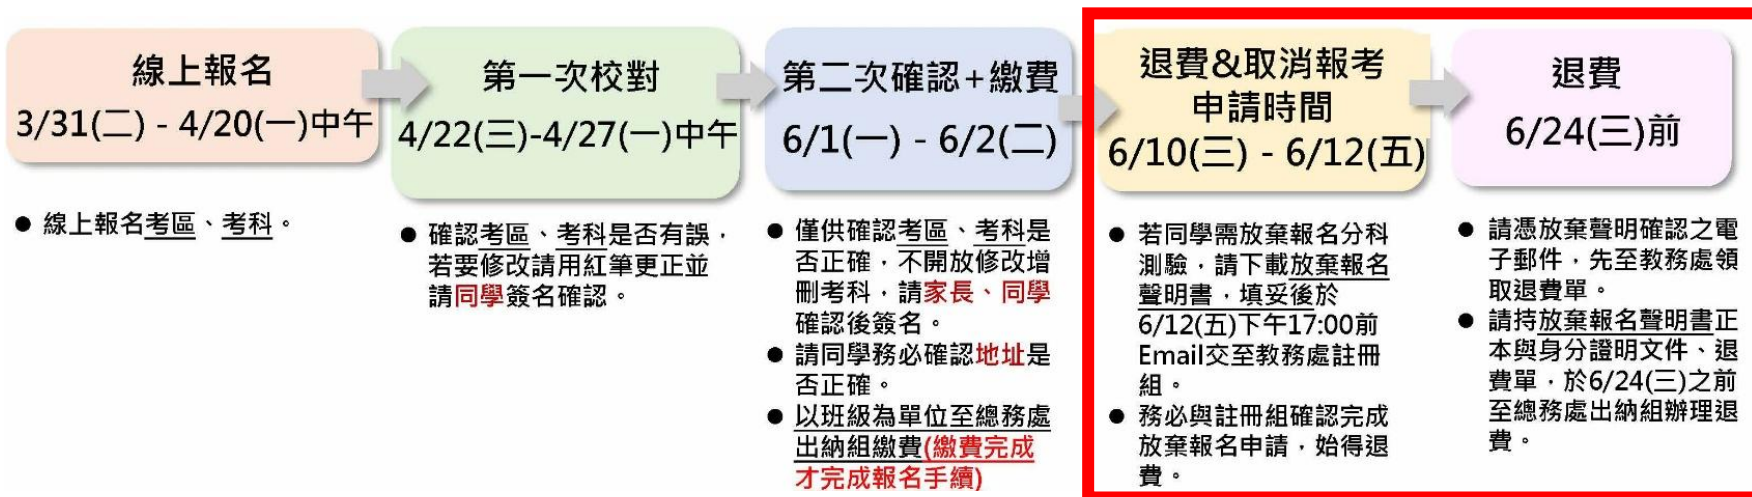 線上報名
3/31(二) - 4/20(一)中午
第一次校對
4/22(三)-4/27(一)中午
第二次確認+繳費
6/1(一) - 6/2(二)
退費&取消報考
申請時間
6/10(三) - 6/12(五)
退費
6/24(三)前
● 線上報名考區、考科。
● 確認考區、考科是否有誤,
若要修改請用紅筆更正並
請同學簽名確認。
● 僅供確認考區、考科是
否正確,不開放修改增
刪考科,請家長、同學
確認後簽名。
● 請同學務必確認地址是
否正確。
● 以班級為單位至總務處
出納組繳費(繳費完成
才完成報名手續)
● 若同學需放棄報名分科
測驗,請下載放棄報名
聲明書,填妥後於
6/12(五)下午17:00前
Email交至教務處註冊
組。
● 務必與註冊組確認完成
放棄報名申請,始得退
費。
● 請憑放棄聲明確認之電
子郵件,先至教務處領
取退費單。
● 請持放棄報名聲明書正
本與身分證明文件、退
費單,於6/24(三)之前
至總務處出納組辦理退
費。